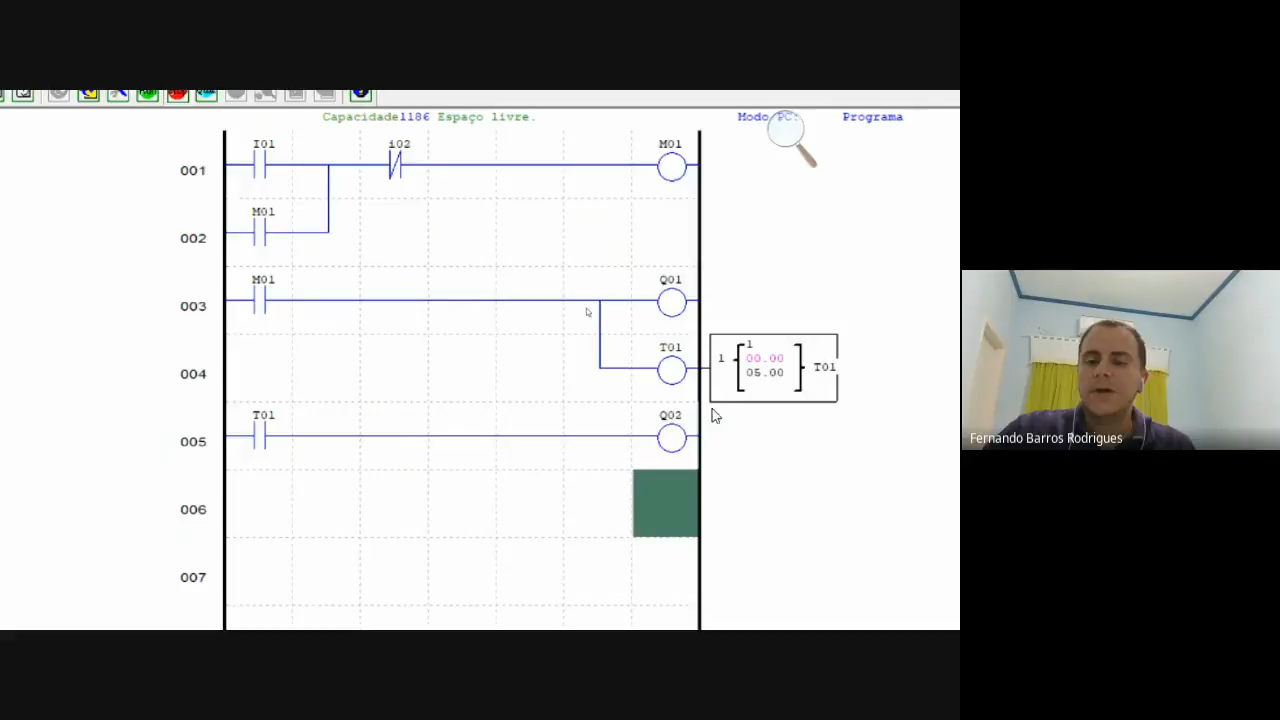 Capacidade1186 Espaço livre.
Modo PC: Programa
I01 i02 M01
001
M01
002
M01 Q01
003
T01
1
00.00
1 T01
05.00
004
T01 Q02
005
006
007
Fernando Barros Rodrigues